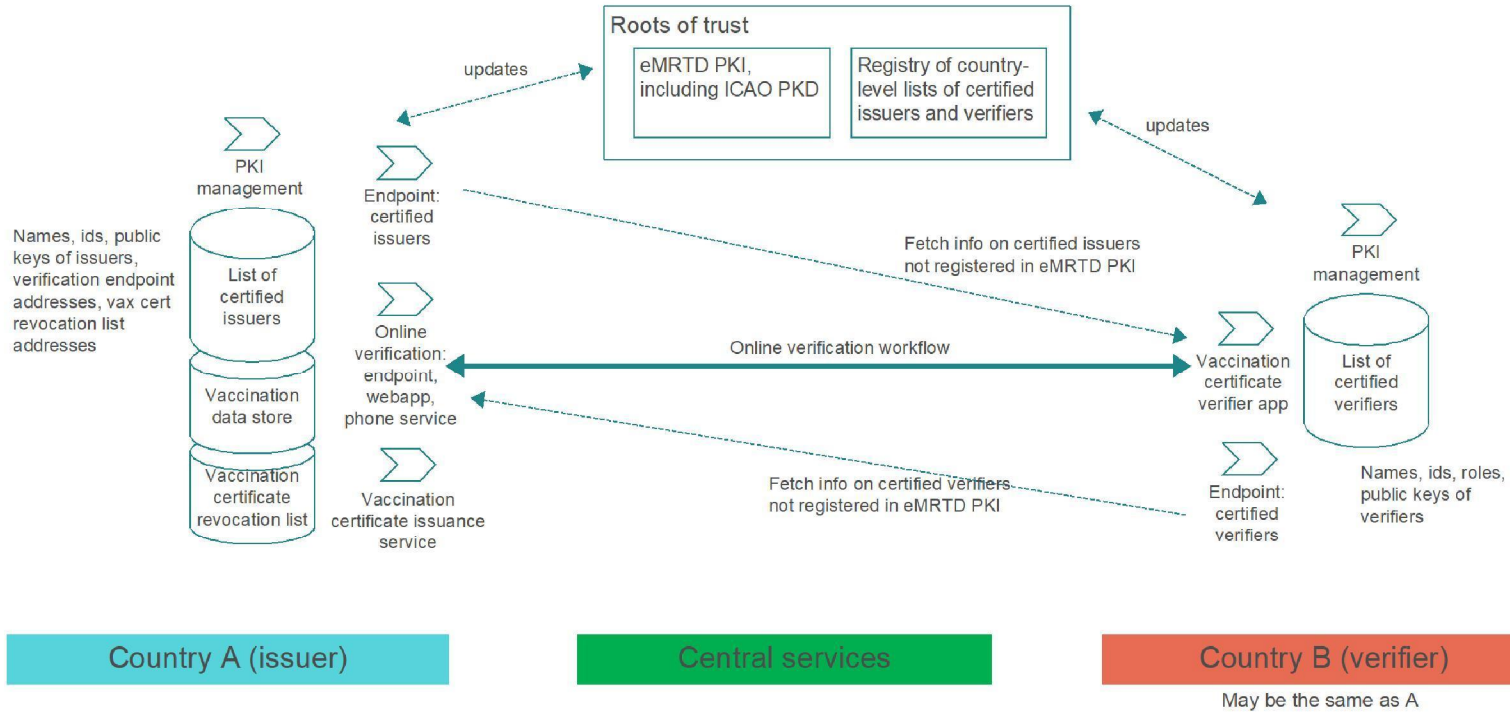 Roots of trust
eMRTD PKI,
including ICAO PKD
Registry of country-
level lists of certified
issuers and verifiers
updates
updates
PKI
management
Endpoint:
certified
issuers
Names, ids, public
keys of issuers,
verification endpoint
addresses, vax cert
revocation list
addresses
List of
certified
issuers
Vaccination
data store
Vaccination
certificate
revocation list
Online
verification:
endpoint,
webapp,
phone service
Vaccination
certificate issuance
service
Fetch info on certified issuers
not registered in eMRTD PKI
Online verification workflow
Fetch info on certified verifiers
not registered in eMRTD PKI
PKI
management
Vaccination
certificate
verifier app
List of
certified
verifiers
Endpoint:
certified
verifiers
Names, ids, roles,
public keys of
verifiers
Country A (issuer)
Central services
Country B (verifier)
May be the same as A